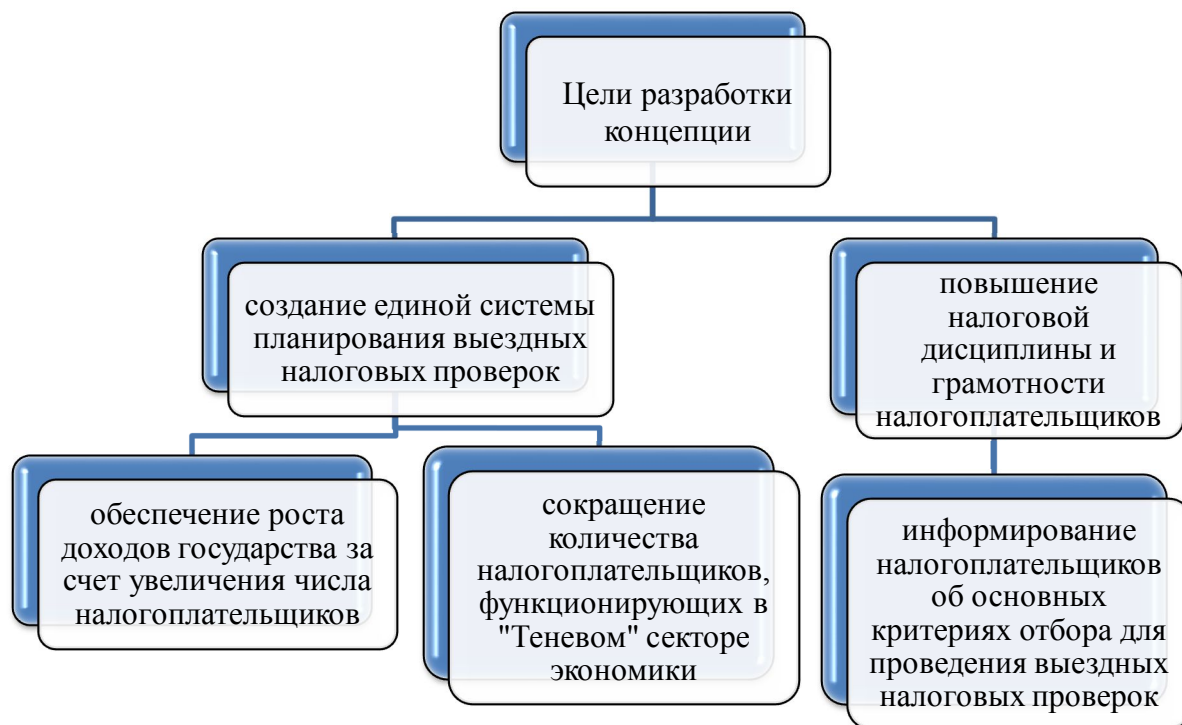 Цели разработки
концепции
создание единой системы
планирования выездных
налоговых проверок
повышение
налоговой
дисциплины и
грамотности
налогоплательщиков
обеспечение роста
доходов государства за
счет увеличения числа
налогоплательщиков
сокращение
количества
налогоплательщиков,
функционирующих в
"Теневом" секторе
экономики
информирование
налогоплательщиков
об основных
критериях отбора для
проведения выездных
налоговых проверок